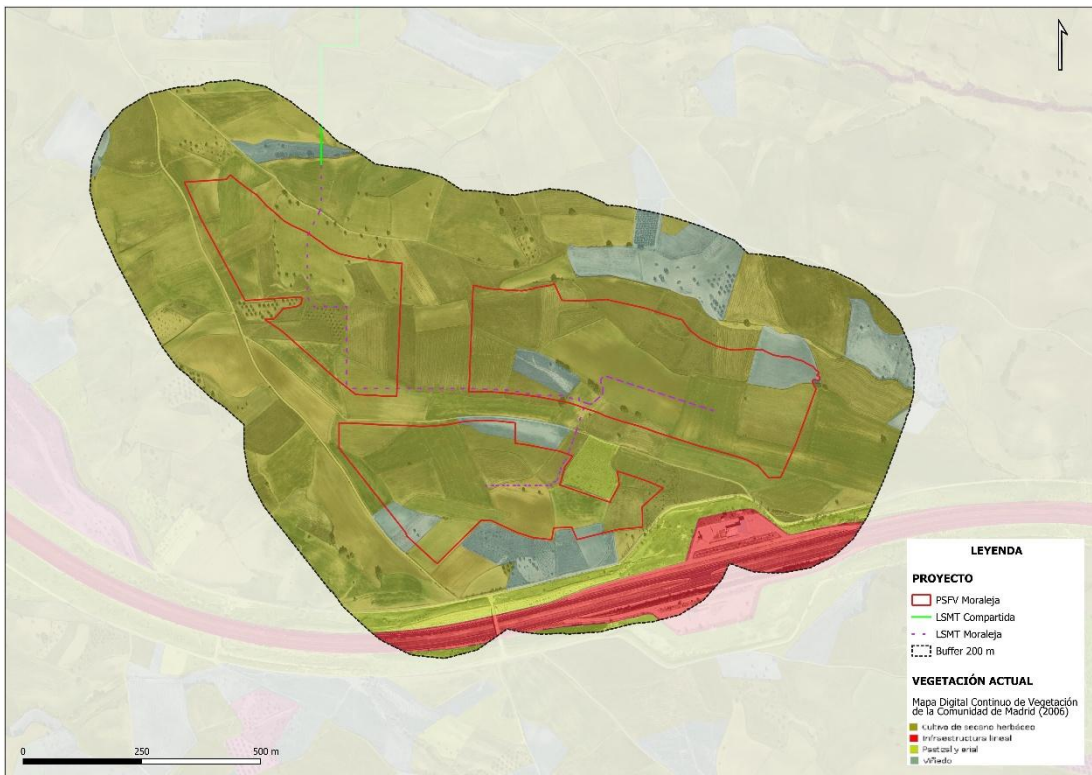 LEYENDA
PROYECTO
PSFV Moraleja
LSMT Compartida
LSMT Moraleja
Buffer 200 m
VEGETACIÓN ACTUAL
Mapa Digital Continuo de Vegetación
de la Comunidad de Madrid (2006)
Cultivo de secano herbáceo
Infraestructura lineal
Pastizal y erial
Viñedo
0 250 500 m